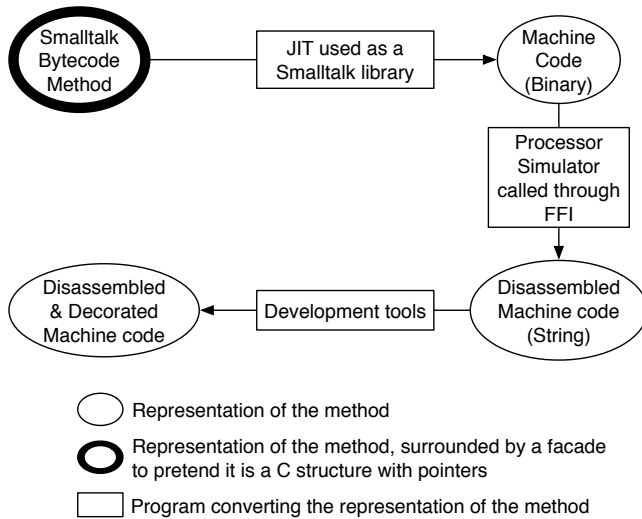 Smalltalk
Bytecode
Method
JIT used as a
Smalltalk library
Machine
Code
(Binary)
Processor
Simulator
called through
FFI
Disassembled
& Decorated
Machine code
Development tools
Disassembled
Machine code
(String)
Representation of the method
Representation of the method, surrounded by a facade
to pretend it is a C structure with pointers
Program converting the representation of the method